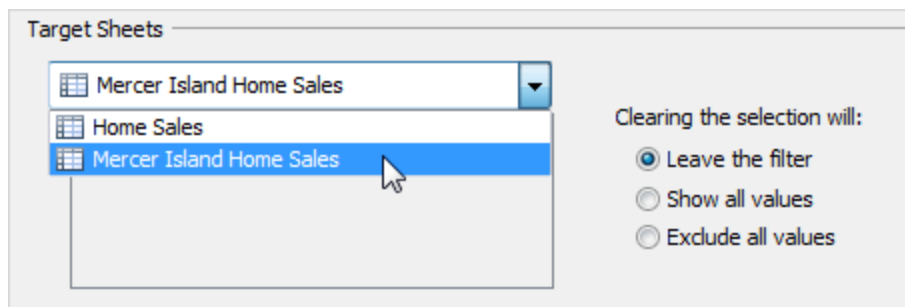 Target Sheets
Mercer Island Home Sales
Home Sales
Mercer Island Home Sales
Clearing the selection will:
Leave the filter
Show all values
Exclude all values